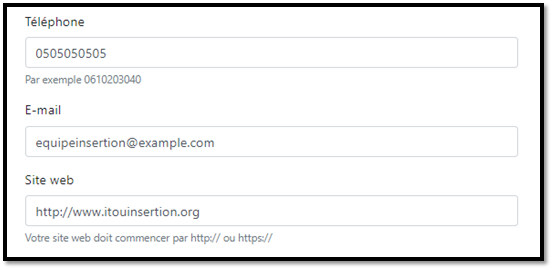 Téléphone
0505050505
Par exemple 0610203040
E-mail
equipeinsertion@example.com
Site web
http://www.itouinsertion.org
Votre site web doit commencer par http:// ou https://